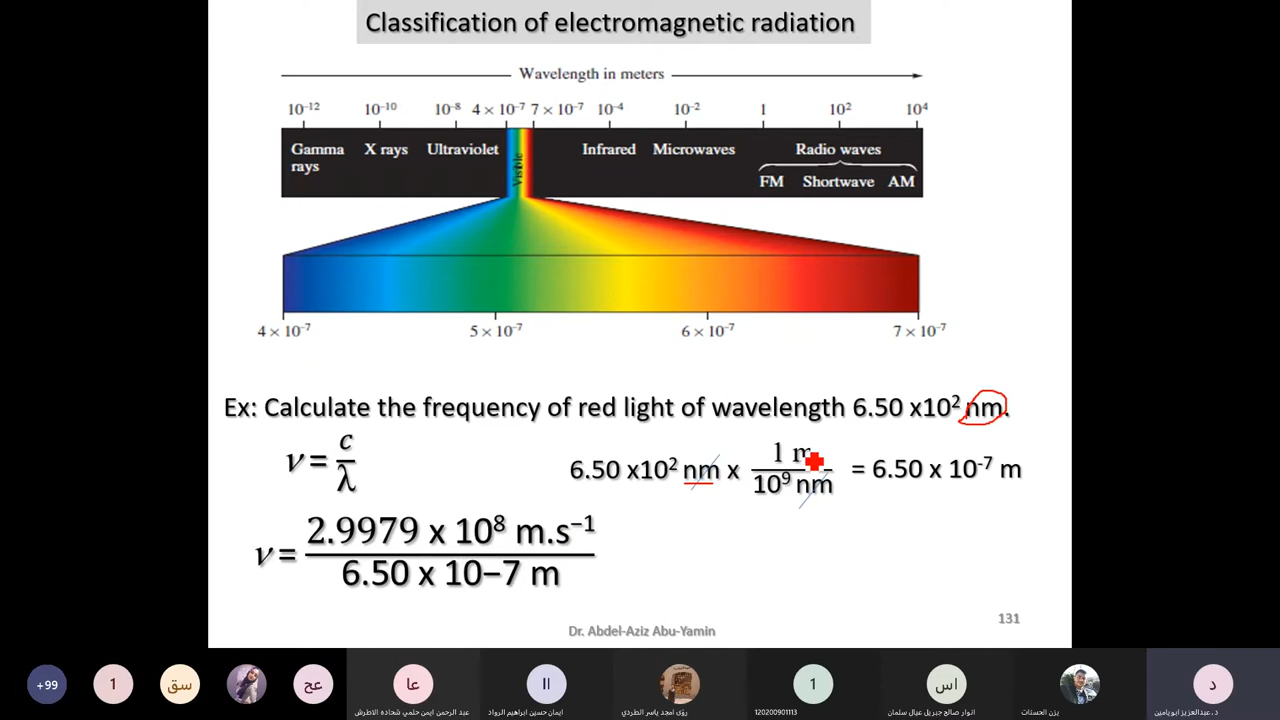 Classification of electromagnetic radiation
Wavelength in meters
10⁻¹² 10⁻¹⁰ 10⁻⁸ 4 × 10⁻⁷ 7 × 10⁻⁷ 10⁻⁴ 10⁻² 1 10² 10⁴
Gamma rays X rays Ultraviolet Visible Infrared Microwaves Radio waves
FM Shortwave AM
4 × 10⁻⁷ 5 × 10⁻⁷ 6 × 10⁻⁷ 7 × 10⁻⁷
Ex: Calculate the frequency of red light of wavelength 6.50 x10² nm.
ν = c/λ
6.50 x10² nm x 1 m/10⁹ nm = 6.50 x 10⁻⁷ m
ν = 2.9979 x 10⁸ m.s⁻¹
6.50 x 10−7 m
131
Dr. Abdel-Aziz Abu-Yamin
+99 1 سق عح عا II 1 اس د
عبد الرحمن ايمن حلمي شحاده الاطرش
ايمان حسين ابراهيم الرواد
رؤى امجد ياسر الطردي
120200901113
انوار صالح جبريل عيال سلمان
يزن الحسنات
د. عبدالعزيز ابويامين